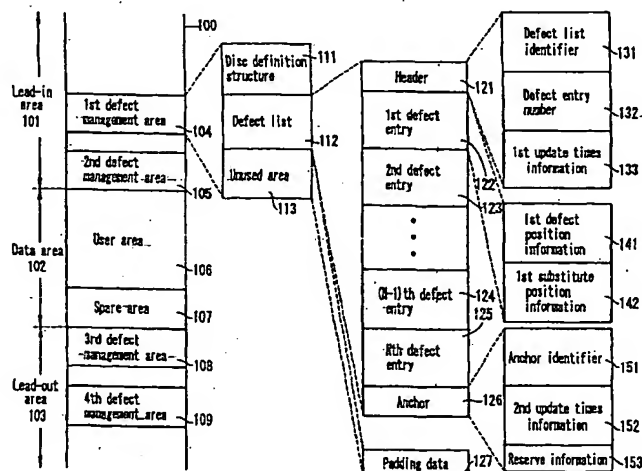 100
Lead-in
area
101
1st defect
management area
104
2nd defect
management area
105
Data area
102
User area
106
Spare area
107
3rd defect
management area
108
Lead-out
area
103
4th defect
management area
109
111
Disc definition
structure
Defect list
112
Unused area
113
Header
121
1st defect
entry
122
2nd defect
entry
123
(N-1)th defect
entry
124
125
Nth defect
entry
Anchor
126
Padding data
127
Defect list
identifier
131
Defect entry
number
132
1st update times
information
133
1st defect
position
information
141
1st substitute
position
information
142
Anchor identifier
151
2nd update times
information
152
Reserve information
153